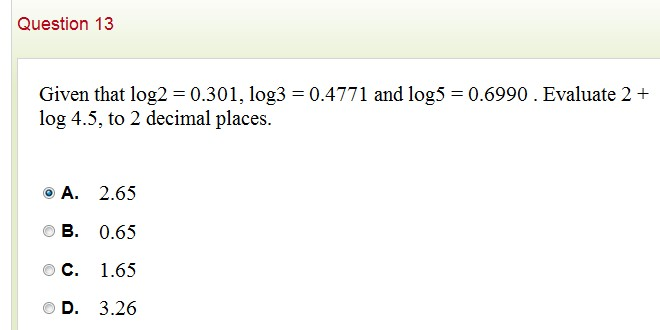 Question 13
Given that log2 = 0.301, log3 = 0.4771 and log5 = 0.6990 . Evaluate 2 +
log 4.5, to 2 decimal places.
A. 2.65
B. 0.65
C. 1.65
D. 3.26